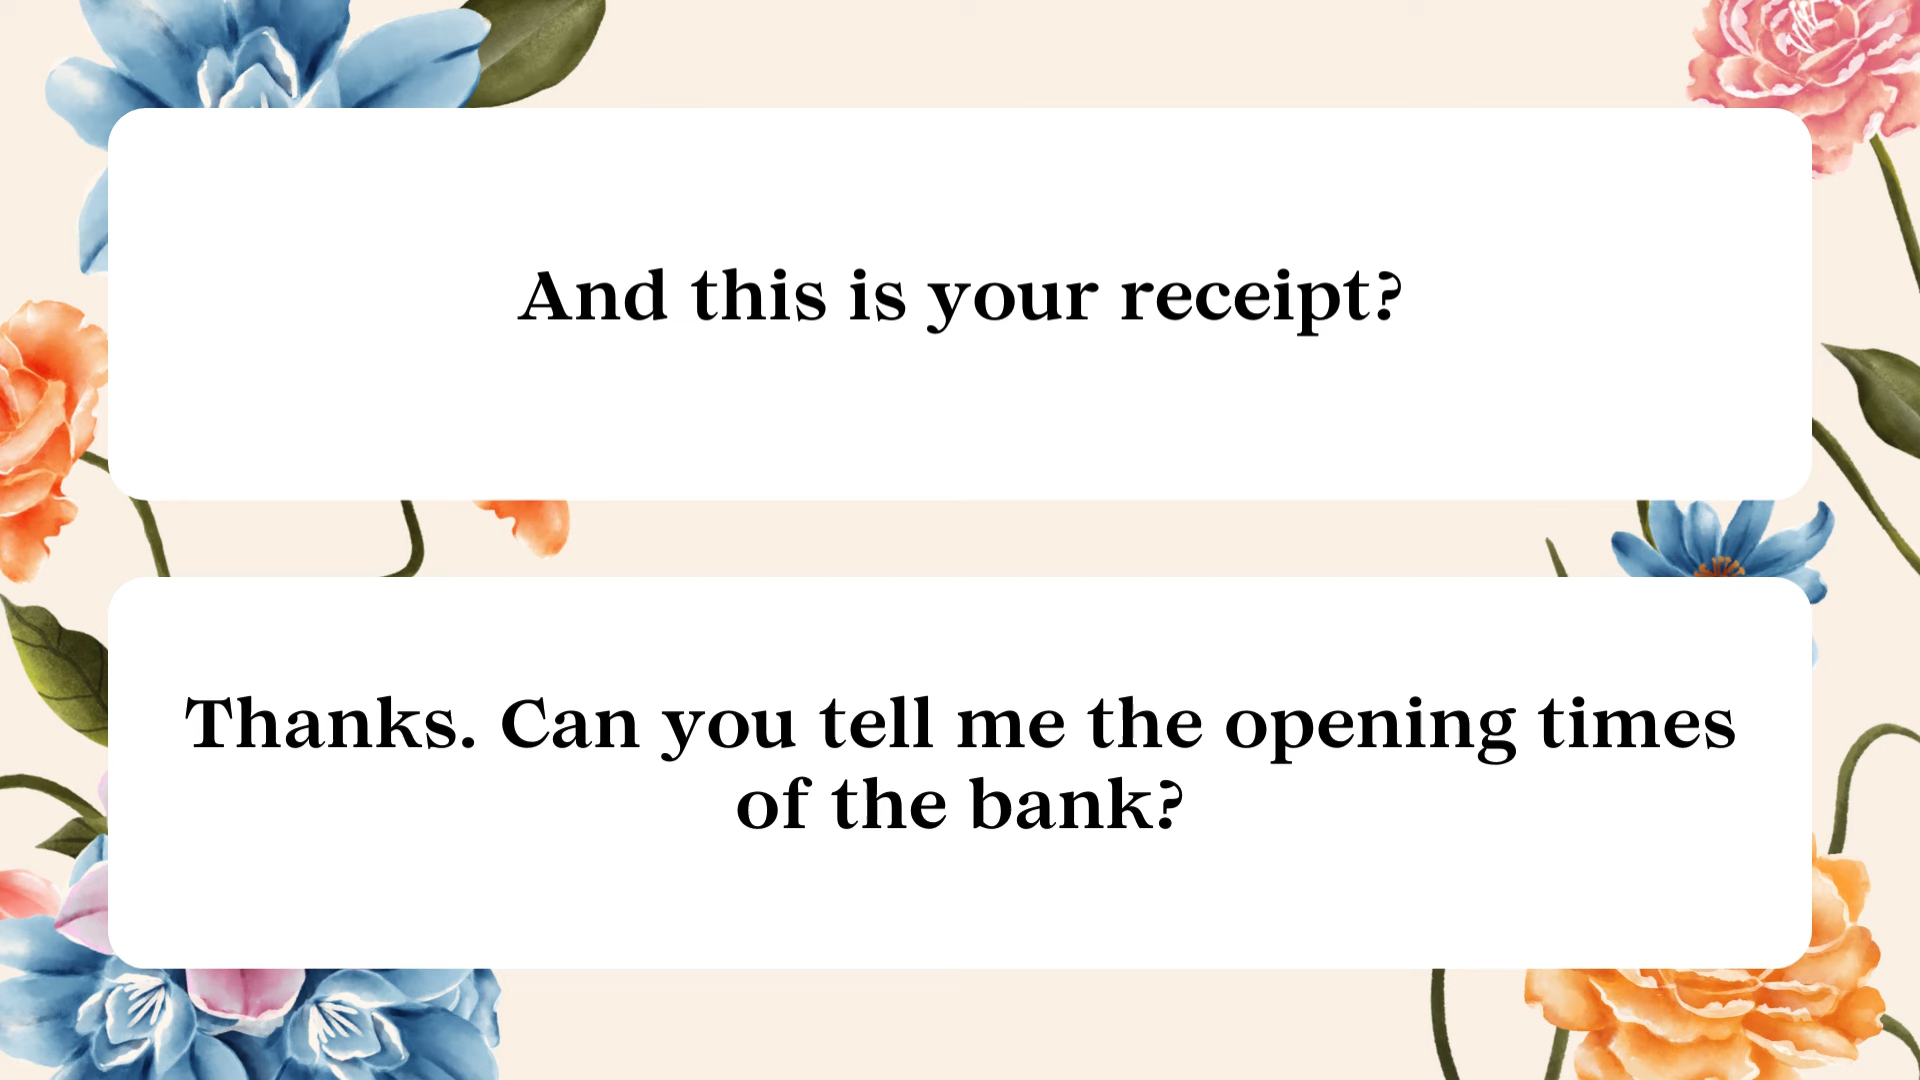 And this is your receipt?
Thanks. Can you tell me the opening times
of the bank?